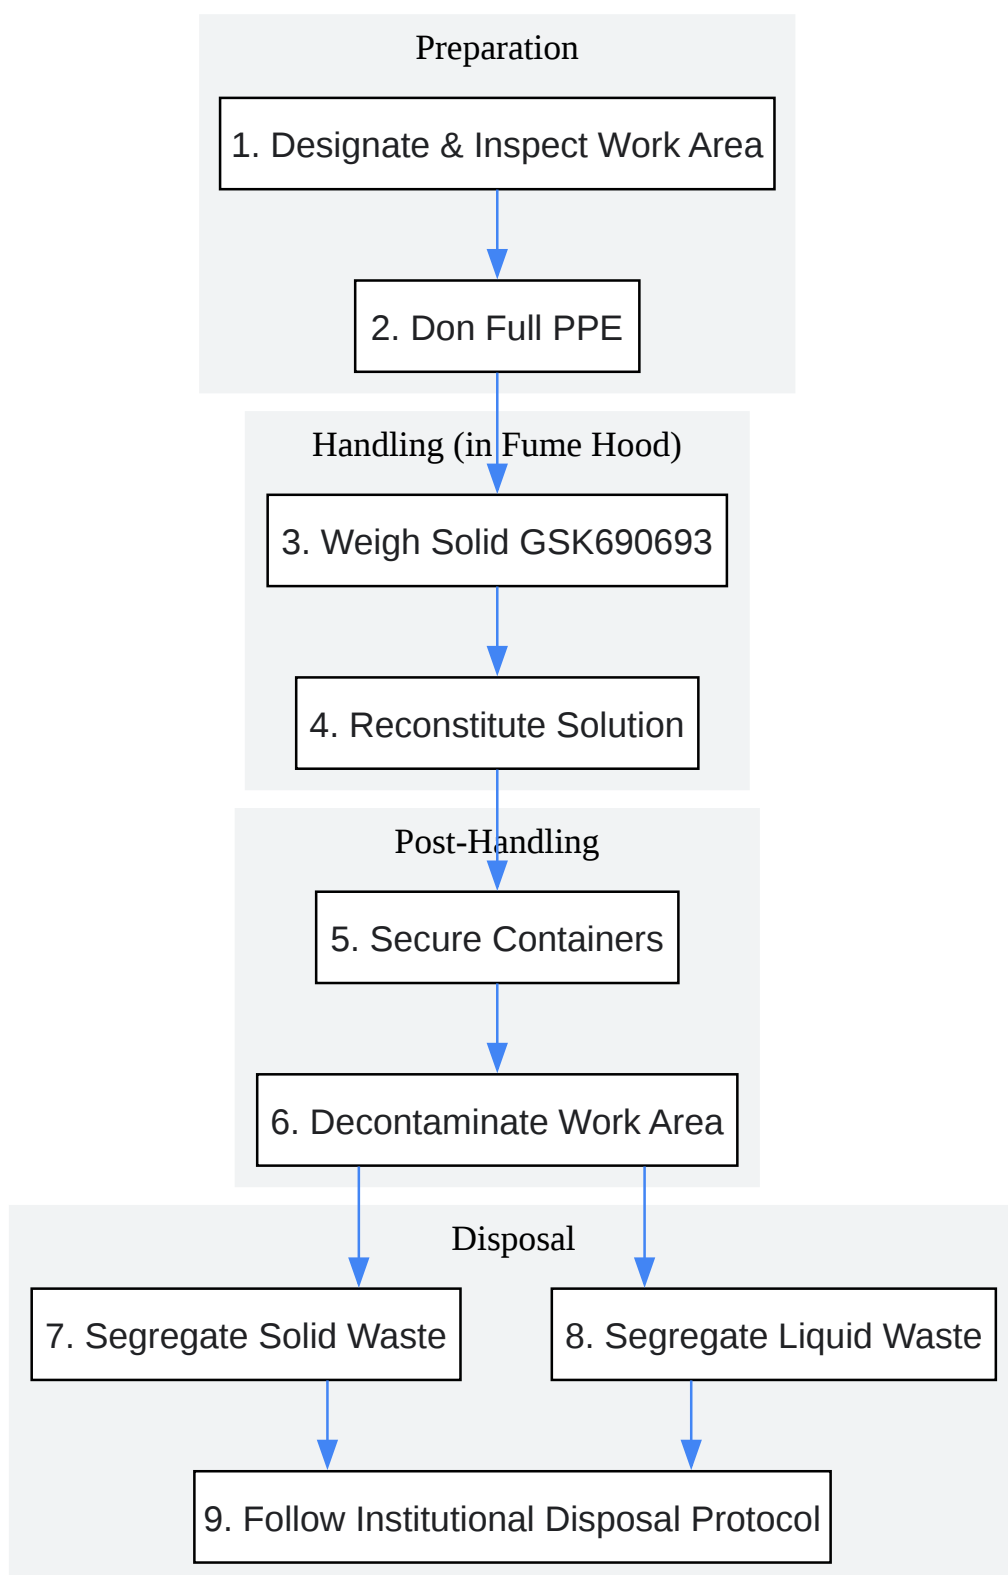 Preparation
1. Designate & Inspect Work Area
2. Don Full PPE
Handling (in Fume Hood)
3. Weigh Solid GSK690693
4. Reconstitute Solution
Post-Handling
5. Secure Containers
6. Decontaminate Work Area
Disposal
7. Segregate Solid Waste
8. Segregate Liquid Waste
9. Follow Institutional Disposal Protocol